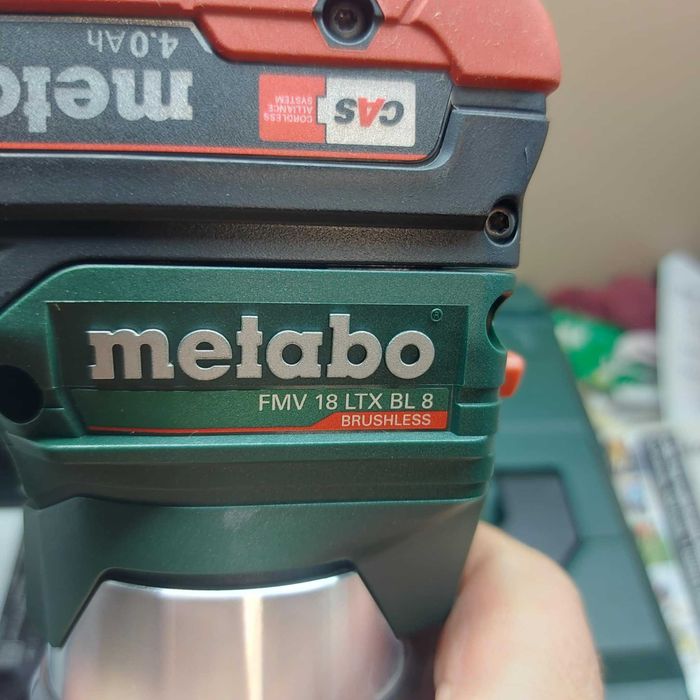 4.0Ah
metabo
CAS
CORDLESS
ALLIANCE
SYSTEM
metabo®
FMV 18 LTX BL 8
BRUSHLESS